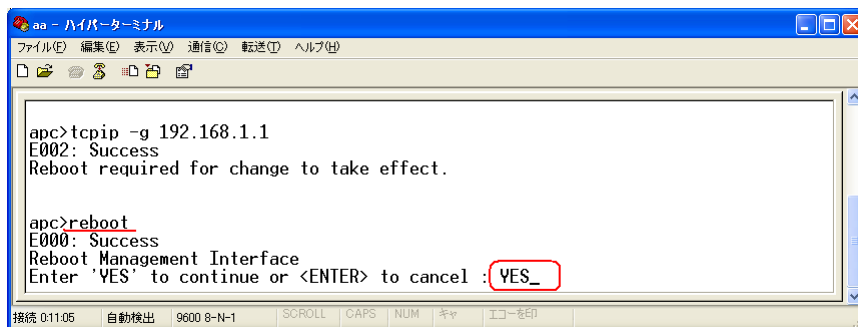 aa - ハイパーターミナル
ファイル(F) 編集(E) 表示(V) 通信(C) 転送(T) ヘルプ(H)
apc>tcpip -g 192.168.1.1
E002: Success
Reboot required for change to take effect.
apc>reboot
E000: Success
Reboot Management Interface
Enter 'YES' to continue or <ENTER> to cancel : YES_
接続 0:11:05 自動検出 9600 8-N-1 SCROLL CAPS NUM キャ エコーを印